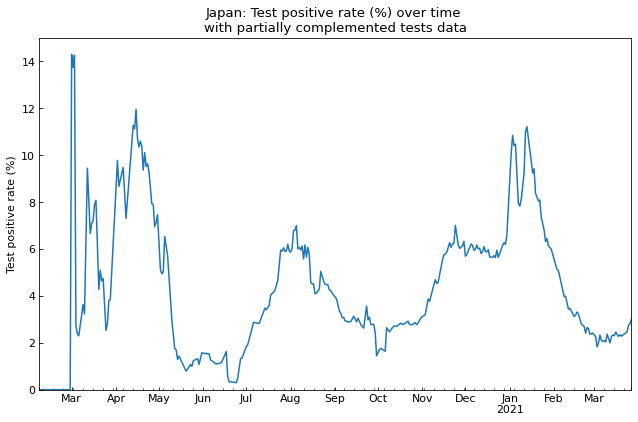 Japan: Test positive rate (%) over time
with partially complemented tests data
Test positive rate (%)
14
12
10
8
6
4
2
0
Mar Apr May Jun Jul Aug Sep Oct Nov Dec Jan Feb Mar
2021